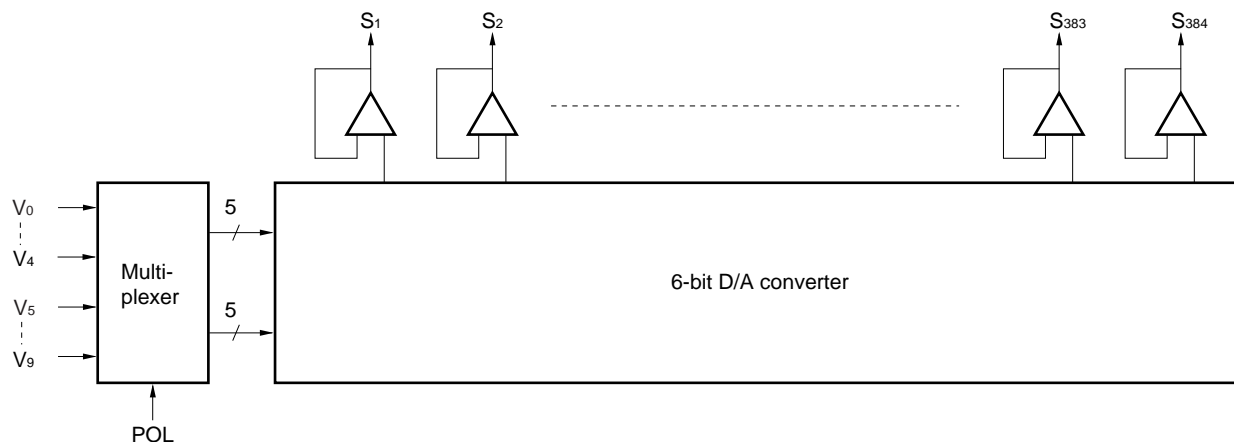 S1 S2 S383 S384
V0
V4
V5
V9
Multi-
plexer
5
5
6-bit D/A converter
POL